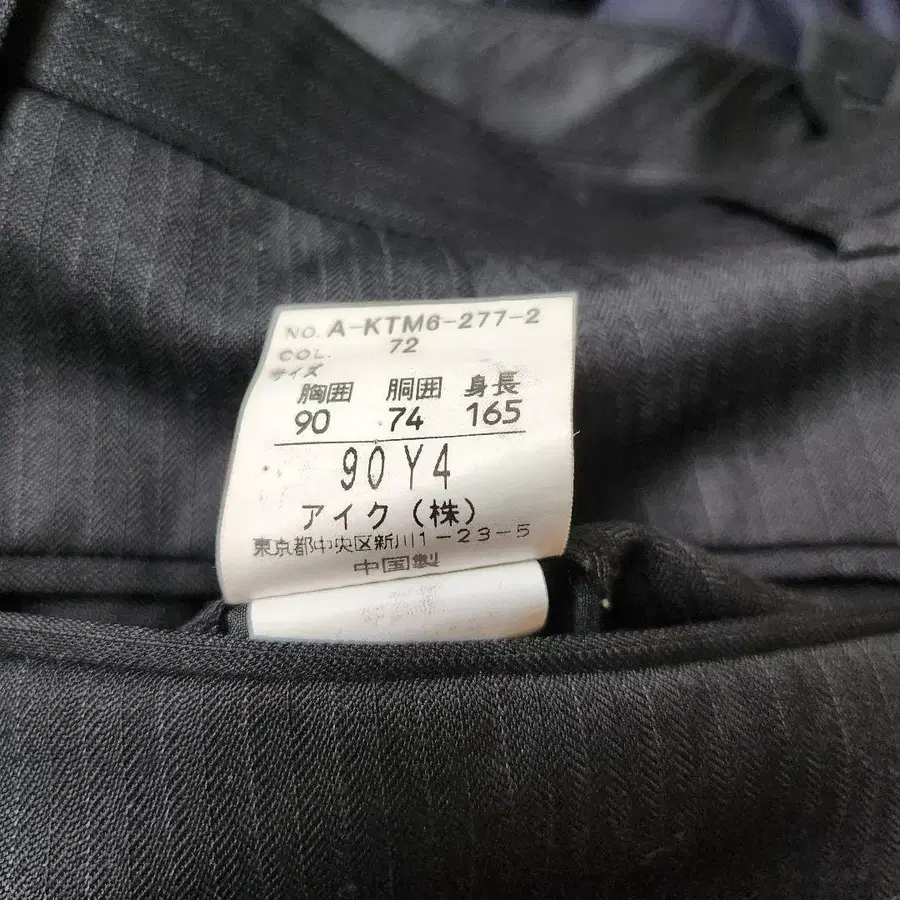 NO. A-KTM6-277-2
COL. 72
サイズ
胸囲 胴囲 身長
90 74 165
90Y4
アイク（株）
東京都中央区新川1-23-5
中国製